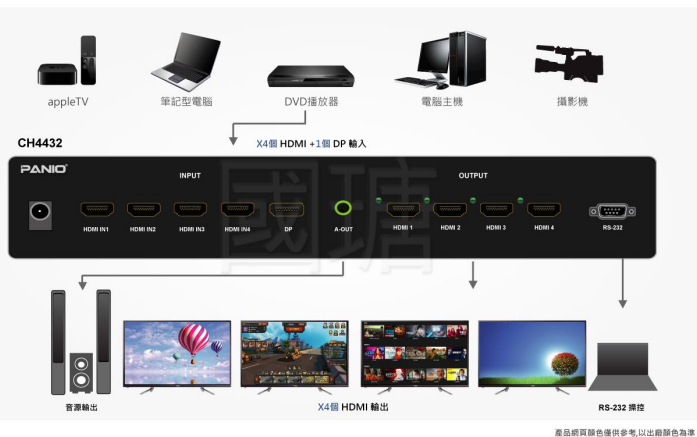 appleTV
筆記型電腦
DVD播放器
電腦主機
攝影機
CH4432
X4個 HDMI +1個 DP 輸入
PANIO
INPUT
OUTPUT
HDMI IN1
HDMI IN2
HDMI IN3
HDMI IN4
DP
A-OUT
HDMI 1
HDMI 2
HDMI 3
HDMI 4
RS-232
國瑭
音源輸出
X4個 HDMI 輸出
RS-232 操控
產品網頁顏色僅供參考,以出廠顏色為準